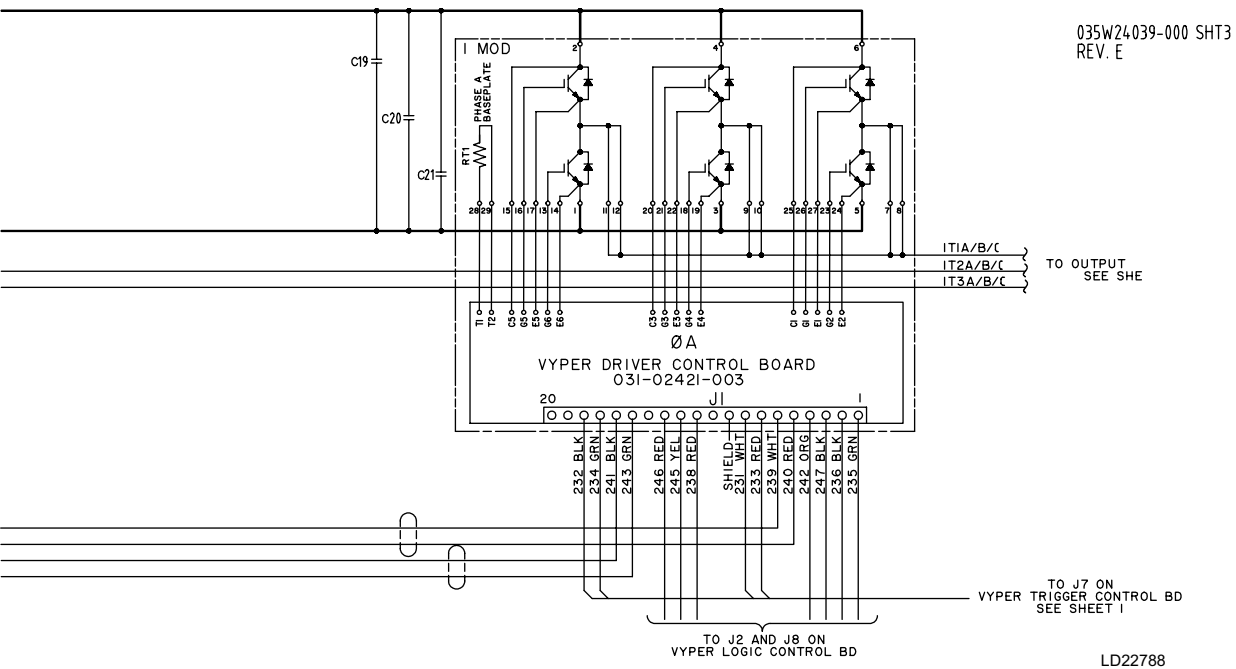 035W24039-000 SHT3
REV. E
1 MOD
2 4 6
C19
C20
C21
PHASE A
BASEPLATE
RT1
28 29 15 16 17 13 14 1 11 12 20 21 22 18 19 3 9 10 25 26 27 23 24 5 7 8
1T1A/B/C
1T2A/B/C
1T3A/B/C
TO OUTPUT
SEE SHE
T1 T2 C5 G5 E5 G6 E6 C3 G3 E3 G4 E4 C1 G1 E1 G2 E2
ØA
VYPER DRIVER CONTROL BOARD
031-02421-003
20 J1 1
232 BLK
234 GRN
241 BLK
243 GRN
246 RED
245 YEL
238 RED
SHIELD
231 WHT
233 RED
239 WHT
240 RED
242 ORG
247 BLK
236 BLK
235 GRN
TO J7 ON
VYPER TRIGGER CONTROL BD
SEE SHEET 1
TO J2 AND J8 ON
VYPER LOGIC CONTROL BD
LD22788